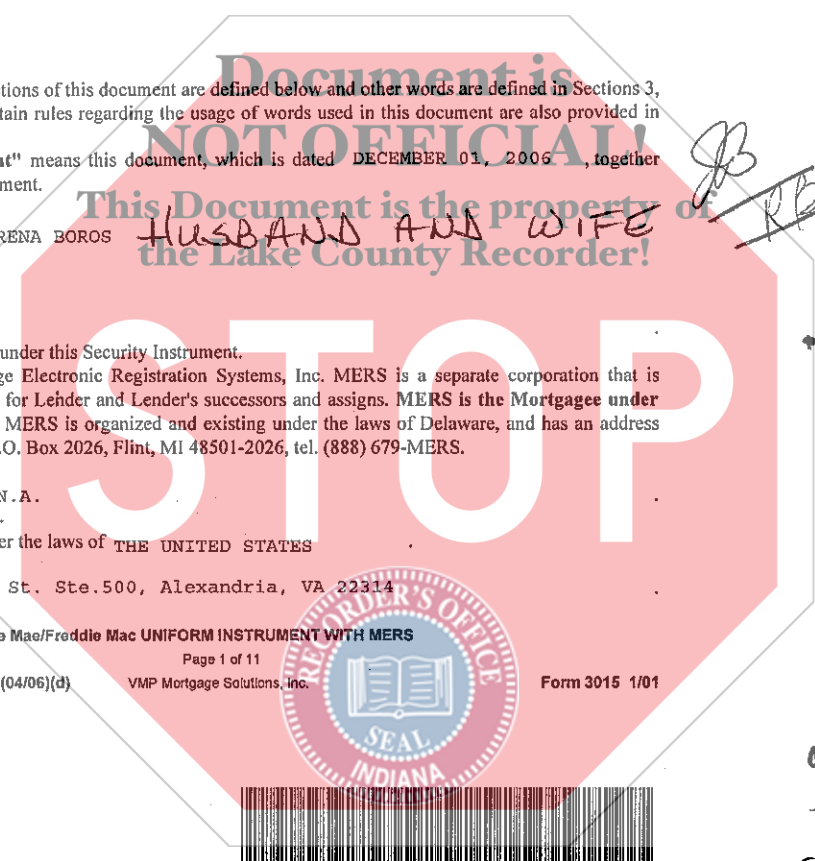 Document is
tions of this document are defined below and other words are defined in Sections 3,
tain rules regarding the usage of words used in this document are also provided in
NOT OFFICIAL!
nt" means this document, which is dated DECEMBER 01, 2006 , together
ment.
JB
RB
This Document is the property of
RENA BOROS HUSBAND AND WIFE
the Lake County Recorder!
under this Security Instrument.
ge Electronic Registration Systems, Inc. MERS is a separate corporation that is
for Lender and Lender's successors and assigns. MERS is the Mortgagee under
MERS is organized and existing under the laws of Delaware, and has an address
.O. Box 2026, Flint, MI 48501-2026, tel. (888) 679-MERS.
STOP
N.A.
er the laws of THE UNITED STATES .
St. Ste.500, Alexandria, VA 22314
e Mae/Freddie Mac UNIFORM INSTRUMENT WITH MERS
Page 1 of 11
(04/06)(d) VMP Mortgage Solutions, Inc. Form 3015 1/01
RECORDER'S OFFICE
SEAL
INDIANA